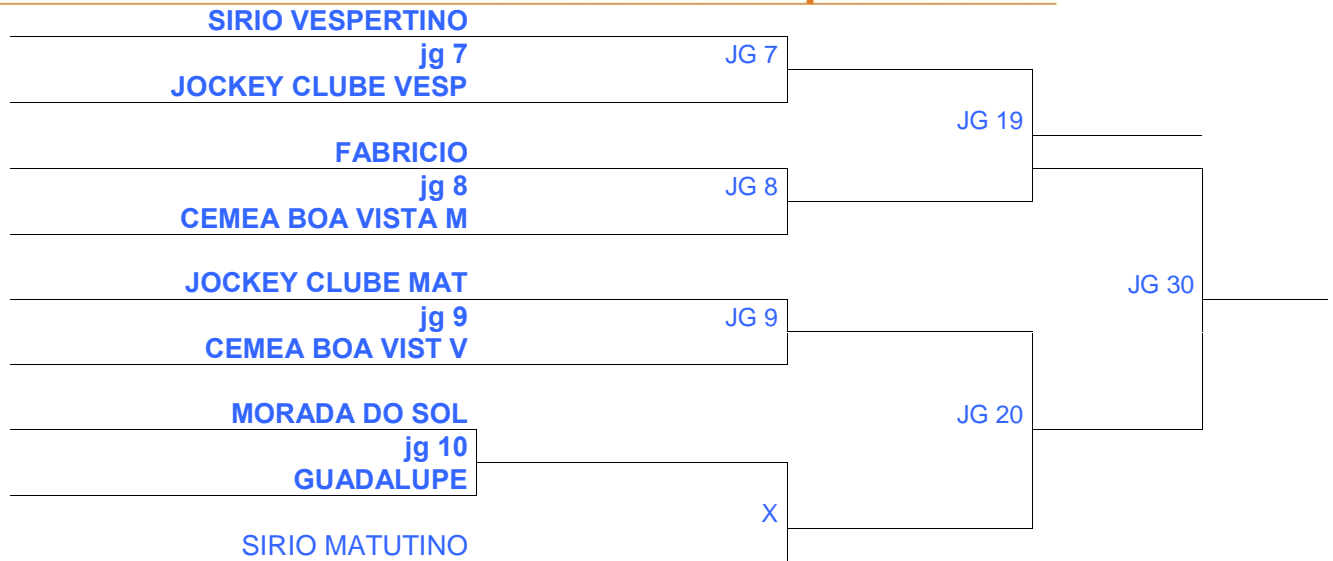 SIRIO VESPERTINO
jg 7
JG 7
JOCKEY CLUBE VESP
JG 19
FABRICIO
jg 8
JG 8
CEMEA BOA VISTA M
JOCKEY CLUBE MAT
JG 30
jg 9
JG 9
CEMEA BOA VIST V
MORADA DO SOL
JG 20
jg 10
GUADALUPE
X
SIRIO MATUTINO